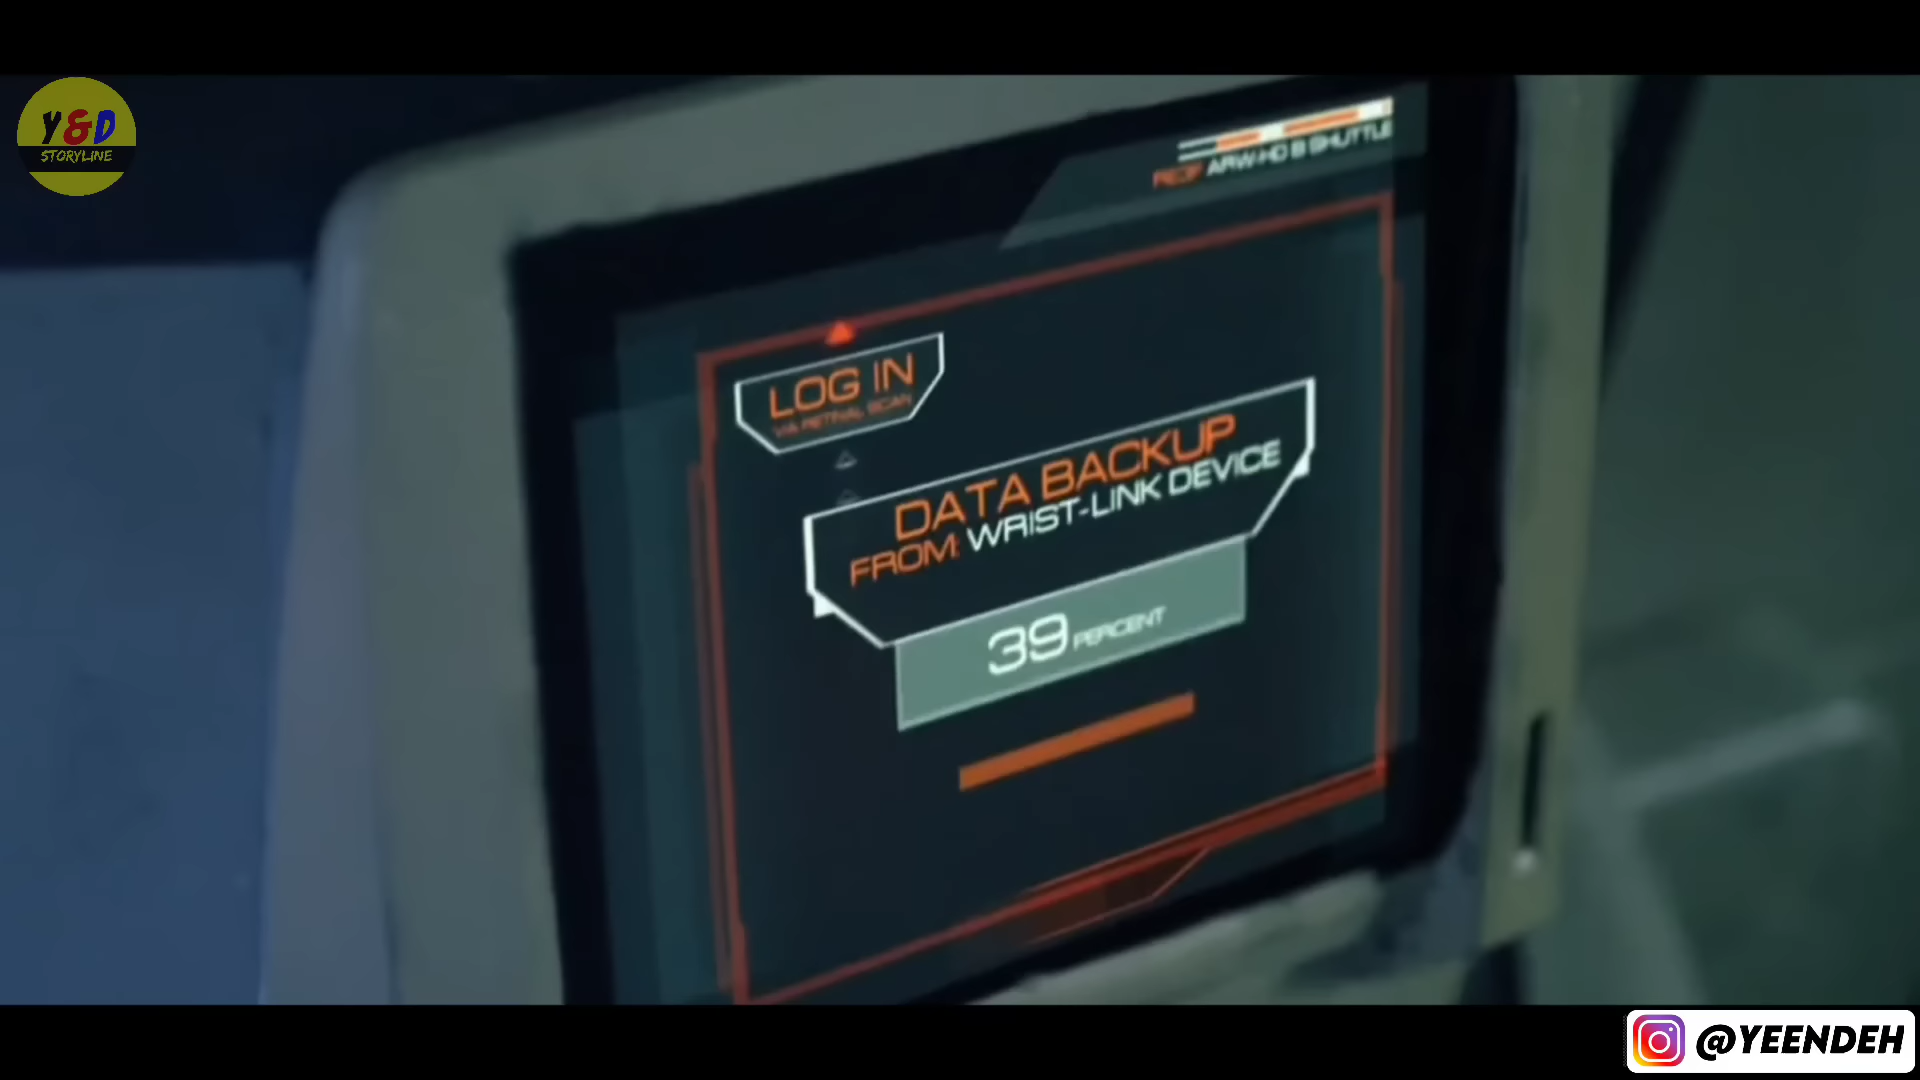 Y&D
STORYLINE
ARW-HD B SHUTTLE
LOG IN
VIA RETINAL SCAN
DATA BACKUP
FROM: WRIST-LINK DEVICE
39 PERCENT
@YEENDEH